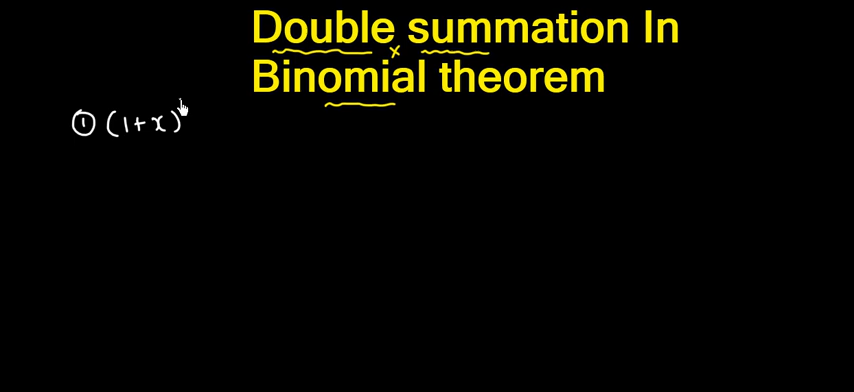 Double summation In
Binomial theorem
① (1+x)